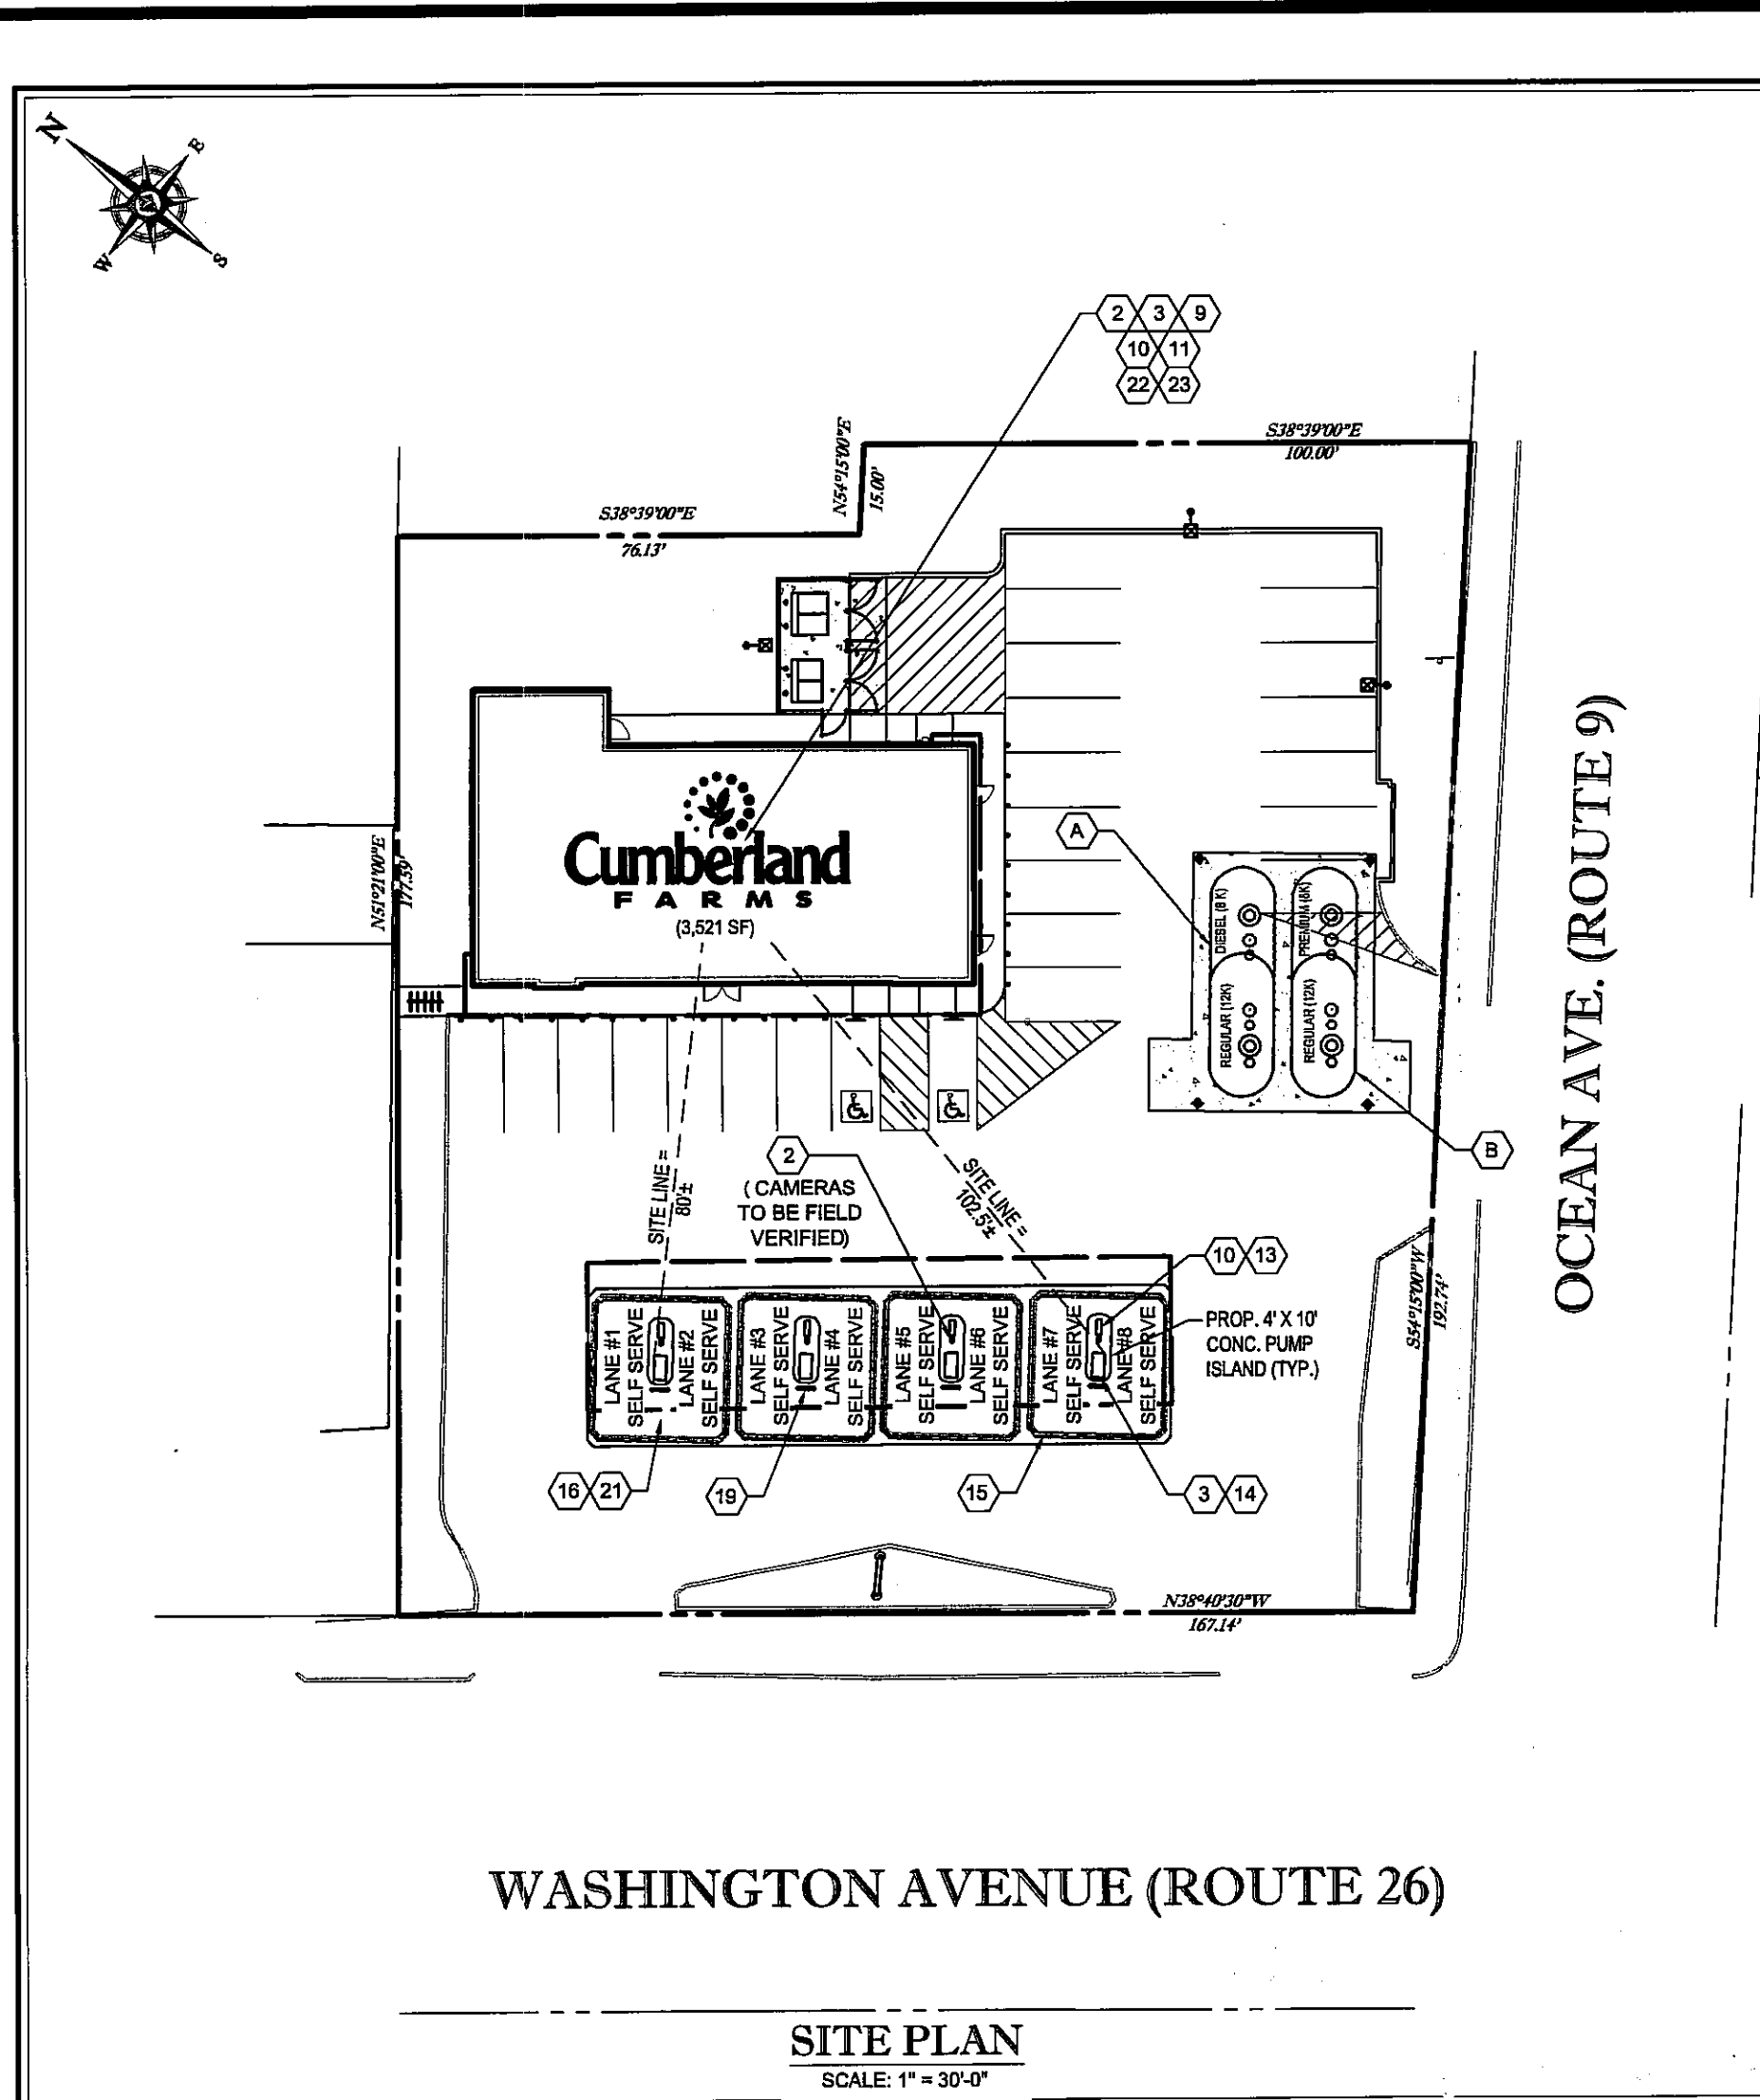 N
E
W
S
2 3 9
10 11
22 23
S38°39'00"E
100.00'
N54°15'00"E
15.00'
S38°39'00"E
76.13'
N51°21'00"E
177.59'
Cumberland
FARMS
(3,521 SF)
A
DIESEL (8 K)
PREMIUM (8K)
REGULAR (12K)
REGULAR (12K)
B
OCEAN AVE. (ROUTE 9)
2
( CAMERAS
TO BE FIELD
VERIFIED)
SITE LINE =
80'±
SITE LINE =
102.5'±
10 13
PROP. 4' X 10'
CONC. PUMP
ISLAND (TYP.)
S54°15'00"W
192.74'
LANE #1
SELF SERVE
LANE #2
SELF SERVE
LANE #3
SELF SERVE
LANE #4
SELF SERVE
LANE #5
SELF SERVE
LANE #6
SELF SERVE
LANE #7
SELF SERVE
LANE #8
SELF SERVE
16 21
19
15
3 14
N38°40'30"W
167.14'
WASHINGTON AVENUE (ROUTE 26)
SITE PLAN
SCALE: 1" = 30'-0"